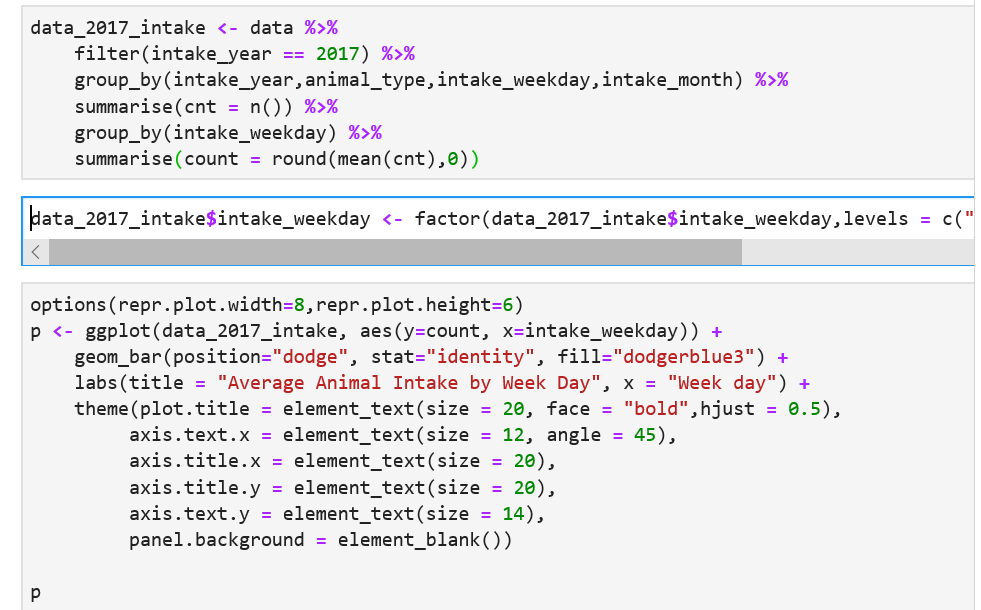 data_2017_intake <- data %>%
    filter(intake_year == 2017) %>%
    group_by(intake_year,animal_type,intake_weekday,intake_month) %>%
    summarise(cnt = n()) %>%
    group_by(intake_weekday) %>%
    summarise(count = round(mean(cnt),0))
data_2017_intake$intake_weekday <- factor(data_2017_intake$intake_weekday,levels = c("
options(repr.plot.width=8,repr.plot.height=6)
p <- ggplot(data_2017_intake, aes(y=count, x=intake_weekday)) +
    geom_bar(position="dodge", stat="identity", fill="dodgerblue3") +
    labs(title = "Average Animal Intake by Week Day", x = "Week day") +
    theme(plot.title = element_text(size = 20, face = "bold",hjust = 0.5),
         axis.text.x = element_text(size = 12, angle = 45),
         axis.title.x = element_text(size = 20),
         axis.title.y = element_text(size = 20),
         axis.text.y = element_text(size = 14),
         panel.background = element_blank())
p